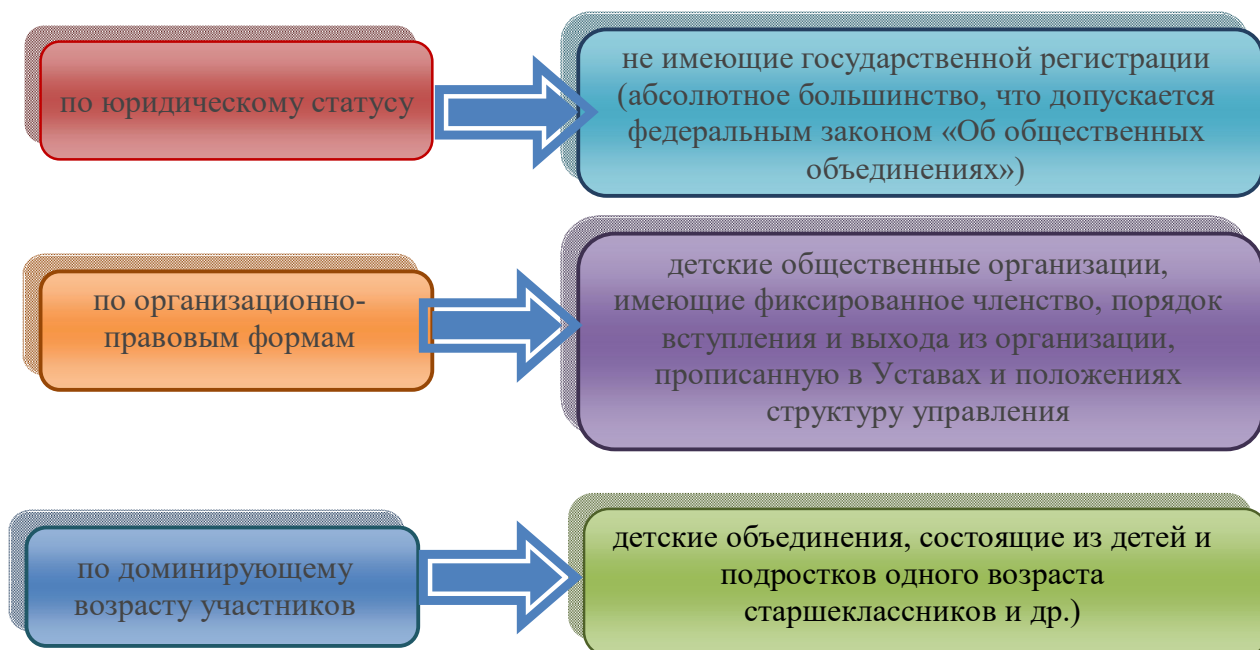 по юридическому статусу
не имеющие государственной регистрации
(абсолютное большинство, что допускается
федеральным законом «Об общественных
объединениях»)
по организационно-
правовым формам
детские общественные организации,
имеющие фиксированное членство, порядок
вступления и выхода из организации,
прописанную в Уставах и положениях
структуру управления
по доминирующему
возрасту участников
детские объединения, состоящие из детей и
подростков одного возраста
старшеклассников и др.)